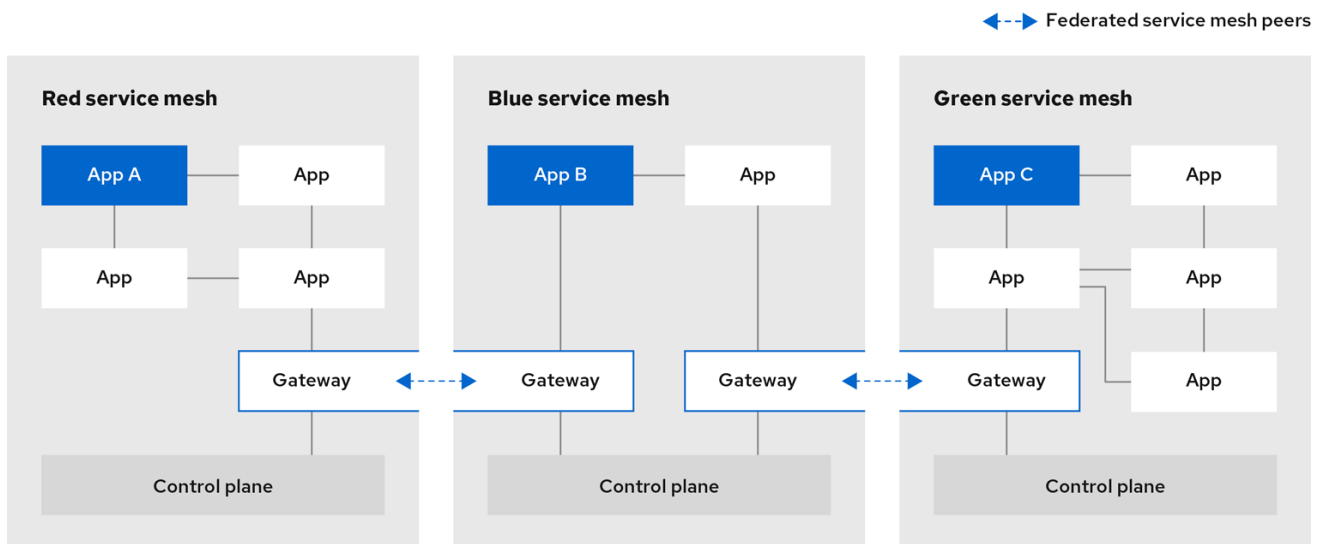 Federated service mesh peers
Red service mesh
App A
App
App
App
Gateway
Control plane
Blue service mesh
App B
App
Gateway
Gateway
Control plane
Green service mesh
App C
App
App
App
Gateway
App
Control plane